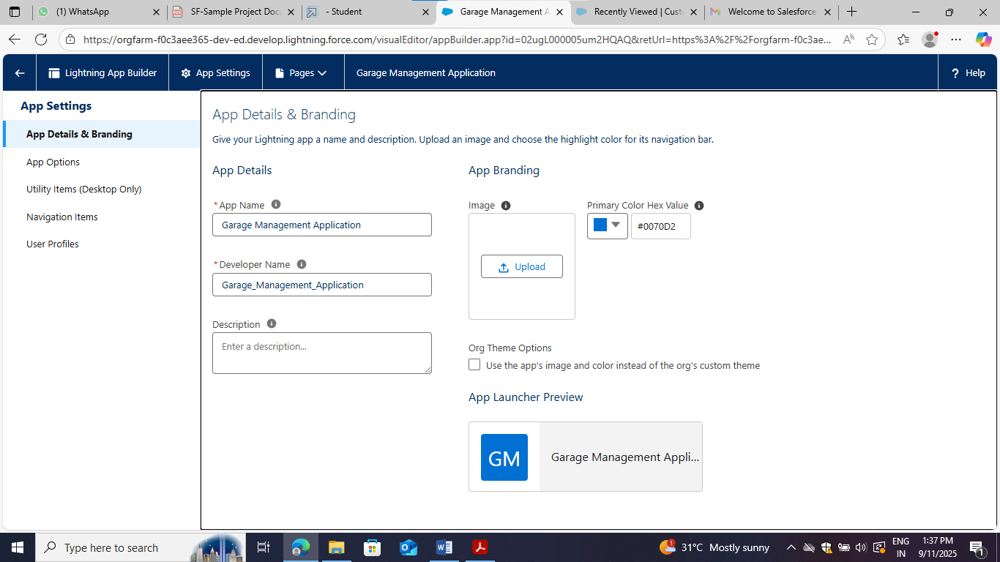 (1) WhatsApp
SF-Sample Project Doc
- Student
Garage Management A
Recently Viewed | Cust
Welcome to Salesforce
https://orgfarm-f0c3aee365-dev-ed.develop.lightning.force.com/visualEditor/appBuilder.app?id=02ugL000005um2HQAQ&retUrl=https%3A%2F%2Forgfarm-f0c3ae...
Lightning App Builder
App Settings
Pages
Garage Management Application
? Help
App Settings
App Details & Branding
App Options
Utility Items (Desktop Only)
Navigation Items
User Profiles
App Details & Branding
Give your Lightning app a name and description. Upload an image and choose the highlight color for its navigation bar.
App Details
*App Name
Garage Management Application
*Developer Name
Garage_Management_Application
Description
Enter a description...
App Branding
Image
Upload
Primary Color Hex Value
#0070D2
Org Theme Options
Use the app's image and color instead of the org's custom theme
App Launcher Preview
GM
Garage Management Appli...
Type here to search
1
31°C Mostly sunny
ENG
IN
1:37 PM
9/11/2025
1